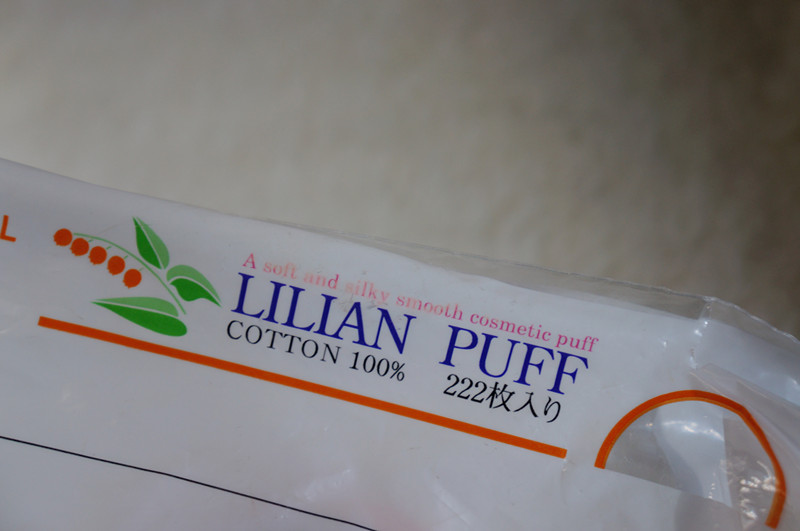 L
A soft and silky smooth cosmetic puff
LILIAN PUFF
COTTON 100% 222枚入り